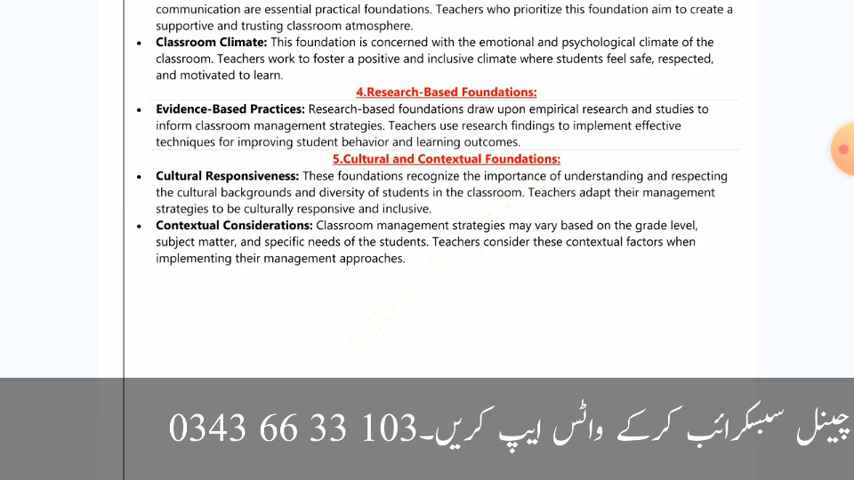 communication are essential practical foundations. Teachers who prioritize this foundation aim to create a
supportive and trusting classroom atmosphere.
• Classroom Climate: This foundation is concerned with the emotional and psychological climate of the
classroom. Teachers work to foster a positive and inclusive climate where students feel safe, respected,
and motivated to learn.
4.Research-Based Foundations:
• Evidence-Based Practices: Research-based foundations draw upon empirical research and studies to
inform classroom management strategies. Teachers use research findings to implement effective
techniques for improving student behavior and learning outcomes.
5.Cultural and Contextual Foundations:
• Cultural Responsiveness: These foundations recognize the importance of understanding and respecting
the cultural backgrounds and diversity of students in the classroom. Teachers adapt their management
strategies to be culturally responsive and inclusive.
• Contextual Considerations: Classroom management strategies may vary based on the grade level,
subject matter, and specific needs of the students. Teachers consider these contextual factors when
implementing their management approaches.
چینل سبسکرائب کرکے واٹس ایپ کریں۔103 33 66 0343